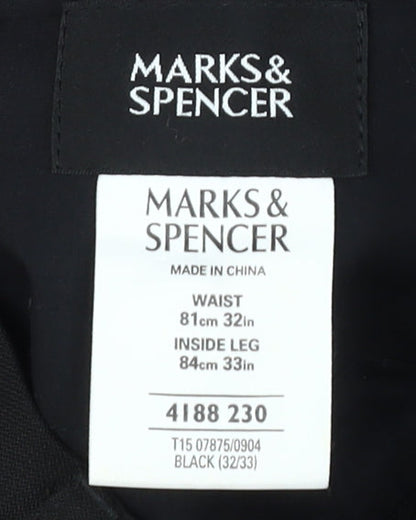 MARKS &
SPENCER
MARKS &
SPENCER
MADE IN CHINA
WAIST
81cm 32in
INSIDE LEG
84cm 33in
4188 230
T15 07875/0904
BLACK (32/33)